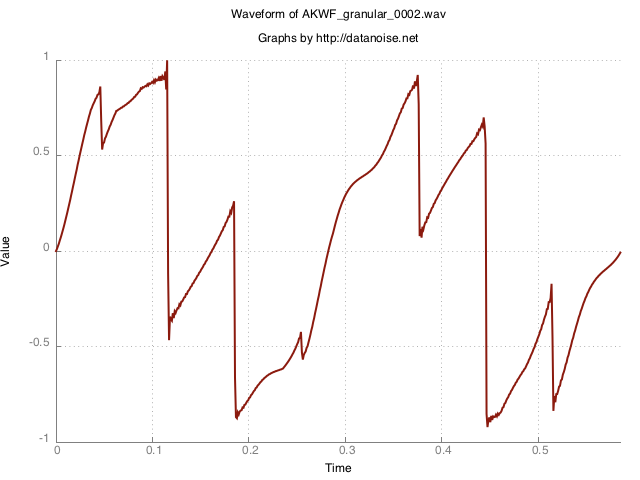 Waveform of AKWF_granular_0002.wav
Graphs by http://datanoise.net
1
0.5
0
-0.5
-1
Value
0 0.1 0.2 0.3 0.4 0.5
Time